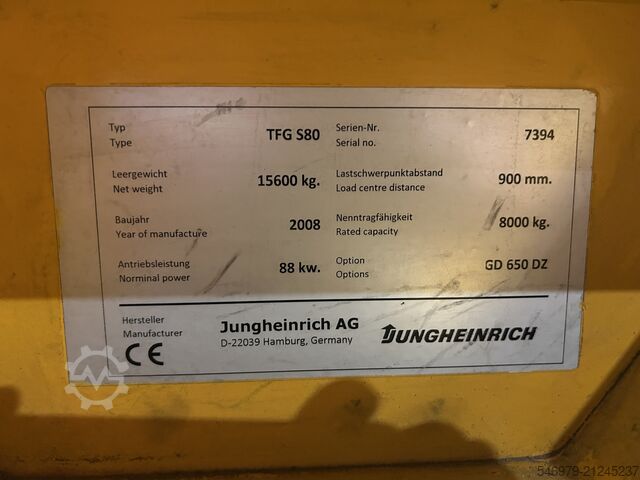 Typ TFG S80 Serien-Nr. 7394
Type Serial no.
Leergewicht 15600 kg. Lastschwerpunktabstand 900 mm.
Net weight Load centre distance
Baujahr 2008 Nenntragfähigkeit 8000 kg.
Year of manufacture Rated capacity
Antriebsleistung 88 kw. Option GD 650 DZ
Norminal power Options
Hersteller Jungheinrich AG JUNGHEINRICH
Manufacturer D-22039 Hamburg, Germany
CE
546979-21245237